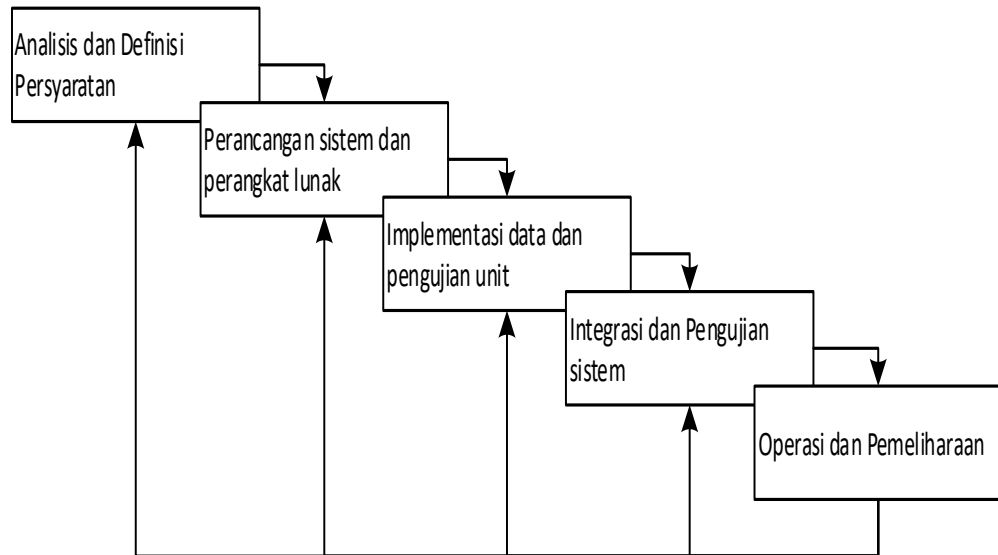 Analisis dan Definisi
Persyaratan
Perancangan sistem dan
perangkat lunak
Implementasi data dan
pengujian unit
Integrasi dan Pengujian
sistem
Operasi dan Pemeliharaan